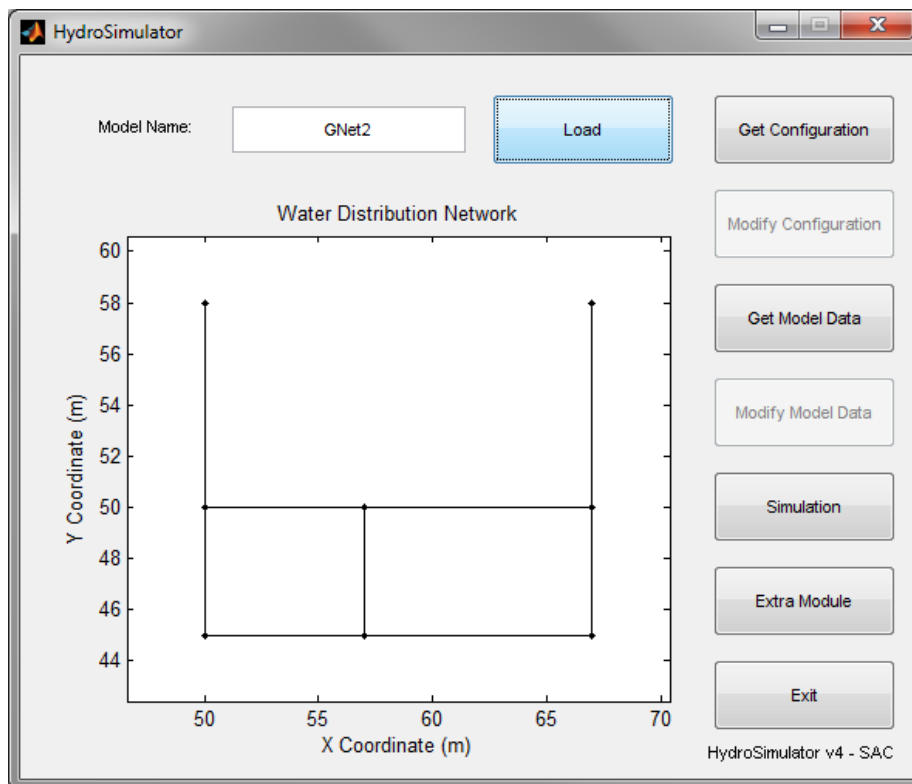 HydroSimulator
Model Name:
GNet2
Load
Get Configuration
Modify Configuration
Get Model Data
Modify Model Data
Simulation
Extra Module
Exit
Water Distribution Network
60
58
56
54
52
50
48
46
44
Y Coordinate (m)
50 55 60 65 70
X Coordinate (m)
HydroSimulator v4 - SAC